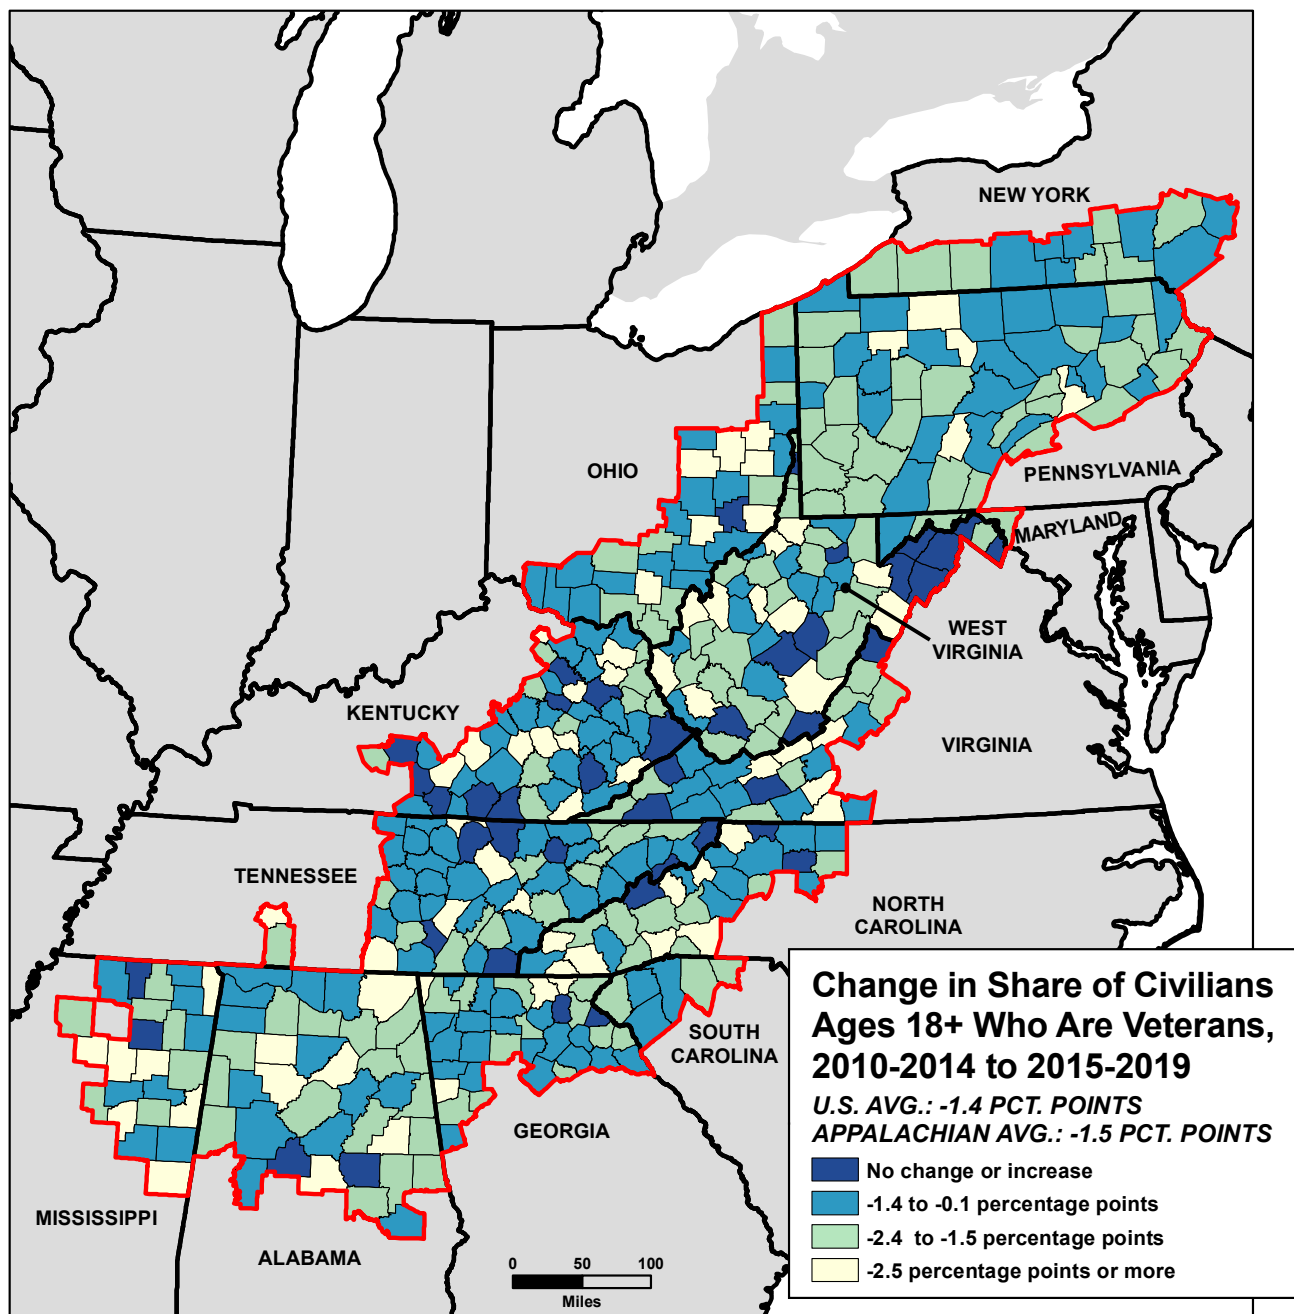 NEW YORK
OHIO
PENNSYLVANIA
MARYLAND
WEST
VIRGINIA
KENTUCKY
VIRGINIA
TENNESSEE
NORTH
CAROLINA
SOUTH
CAROLINA
GEORGIA
MISSISSIPPI
ALABAMA
Change in Share of Civilians
Ages 18+ Who Are Veterans,
2010-2014 to 2015-2019
U.S. AVG.: -1.4 PCT. POINTS
APPALACHIAN AVG.: -1.5 PCT. POINTS
No change or increase
-1.4 to -0.1 percentage points
-2.4 to -1.5 percentage points
-2.5 percentage points or more
0 50 100
Miles